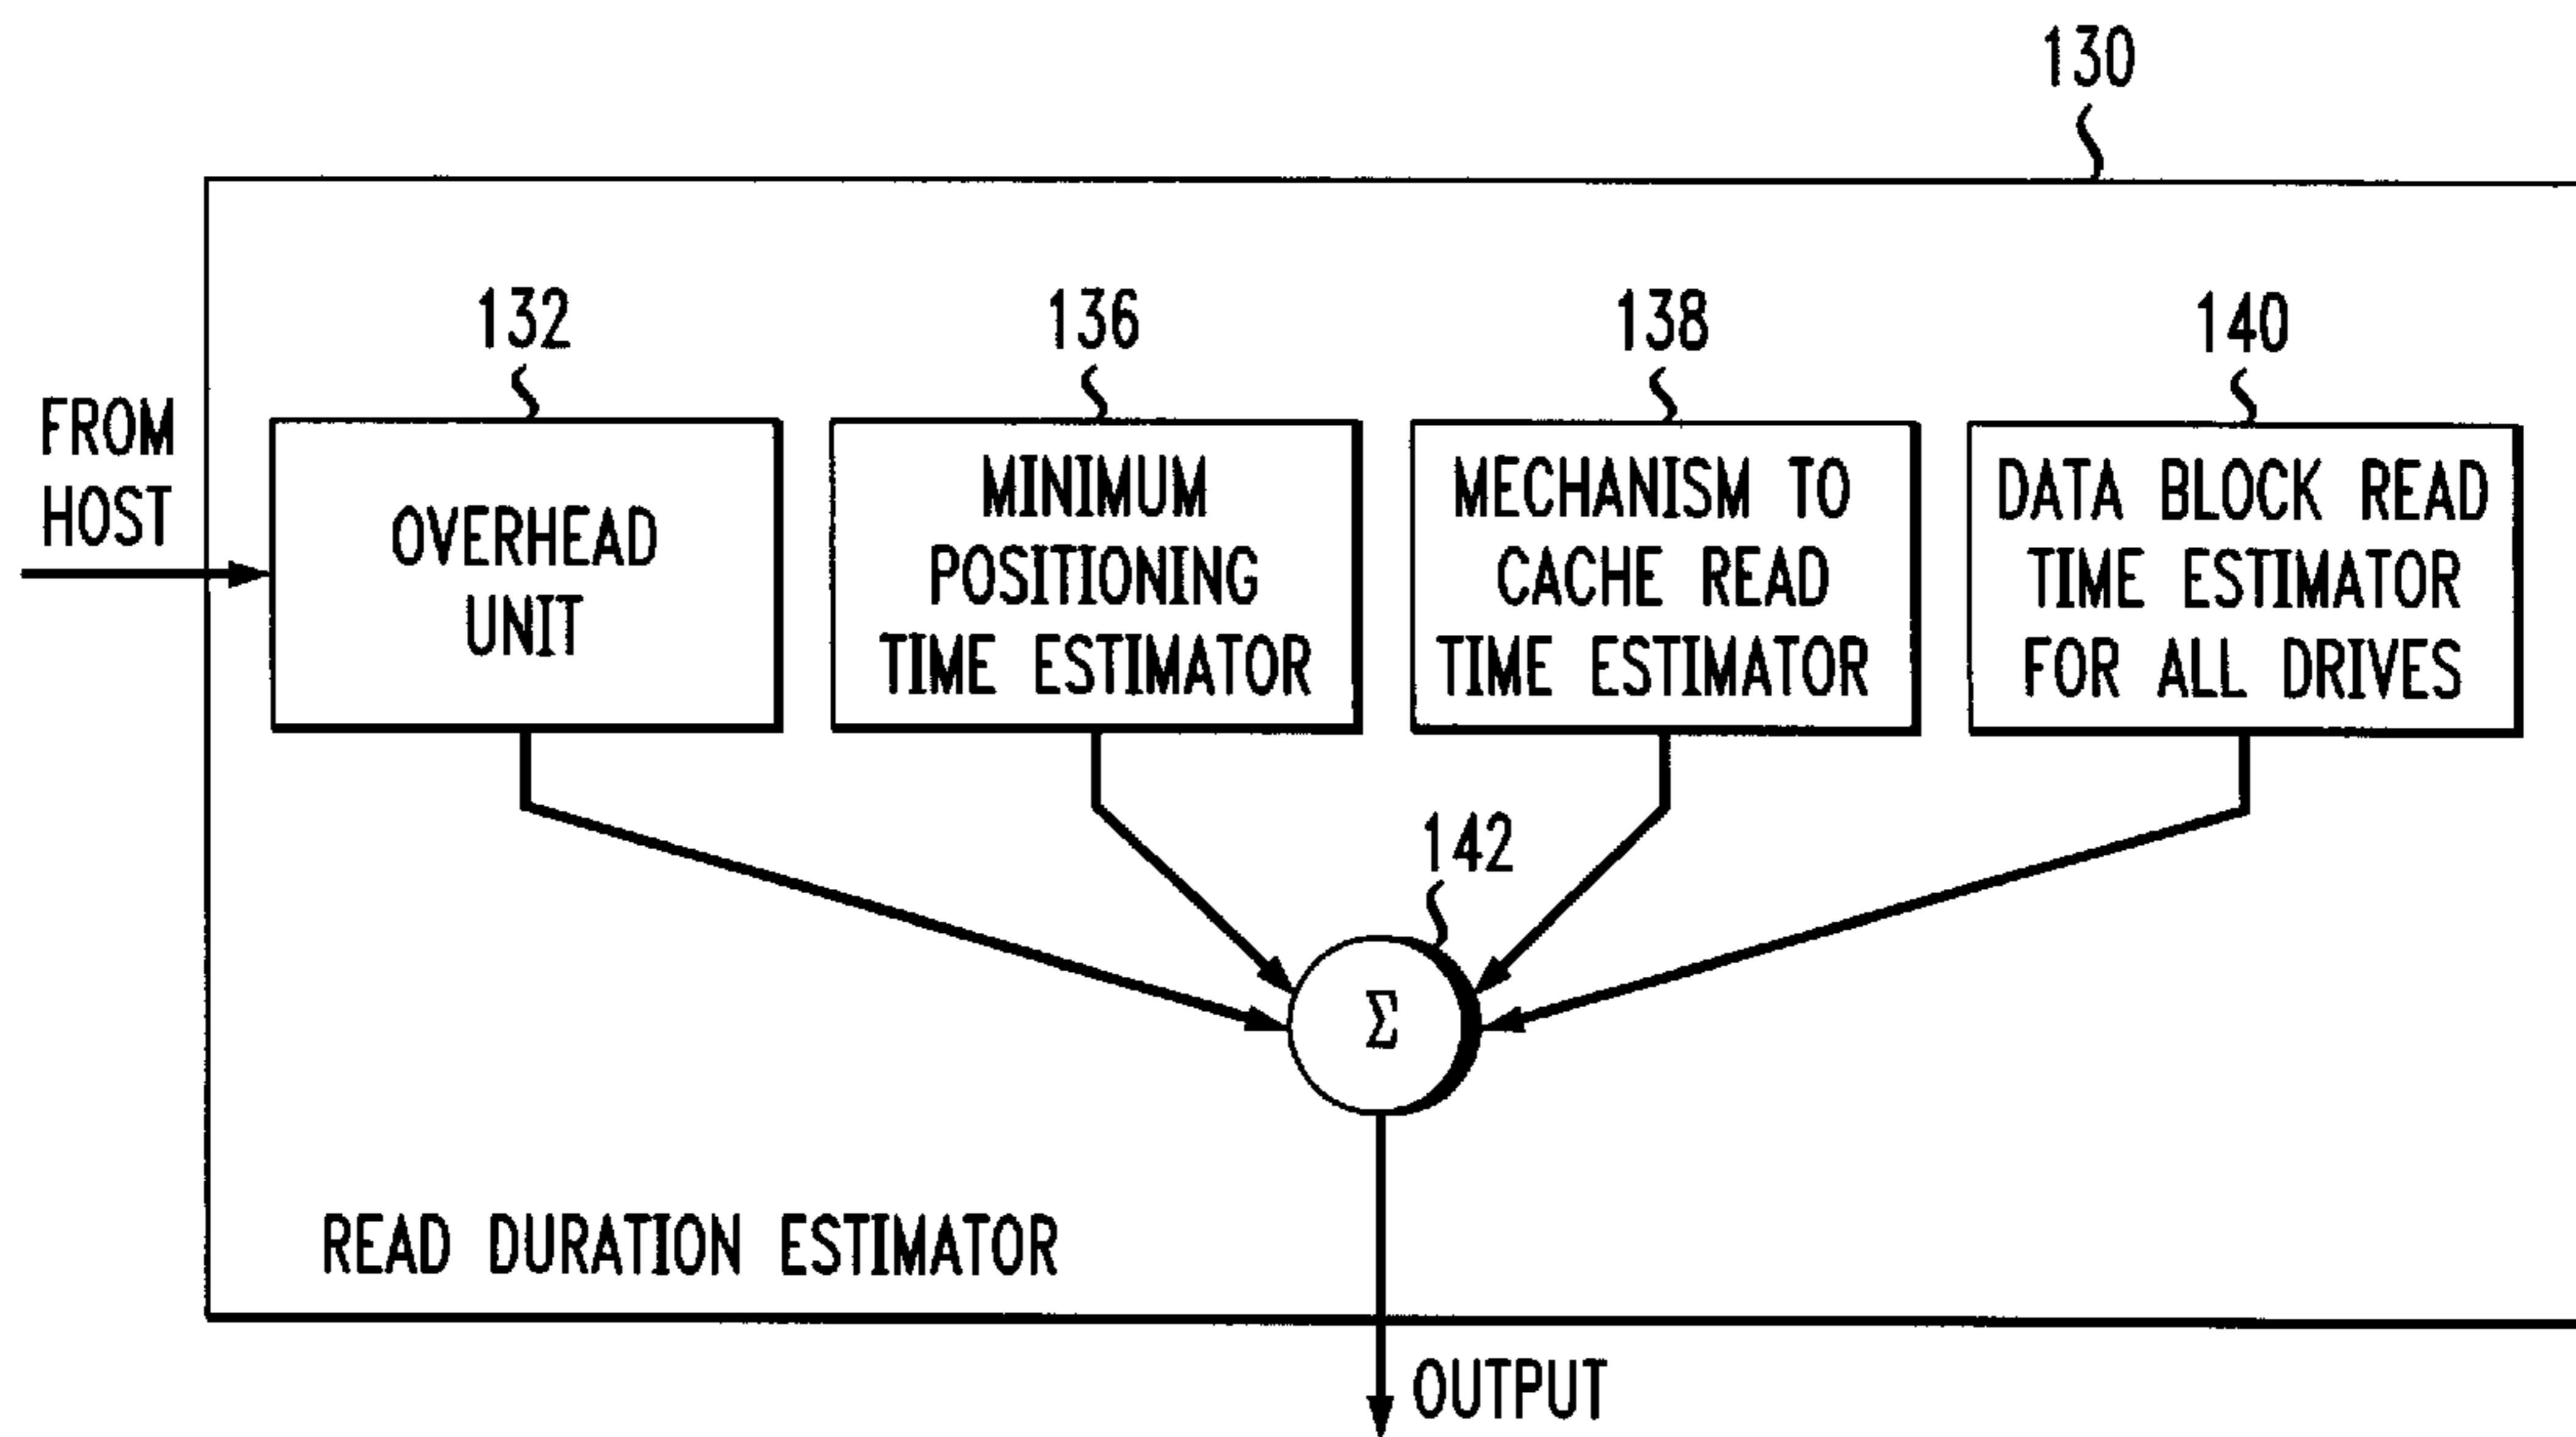 130
132
136
138
140
FROM
HOST
OVERHEAD
UNIT
MINIMUM
POSITIONING
TIME ESTIMATOR
MECHANISM TO
CACHE READ
TIME ESTIMATOR
DATA BLOCK READ
TIME ESTIMATOR
FOR ALL DRIVES
142
Σ
READ DURATION ESTIMATOR
OUTPUT